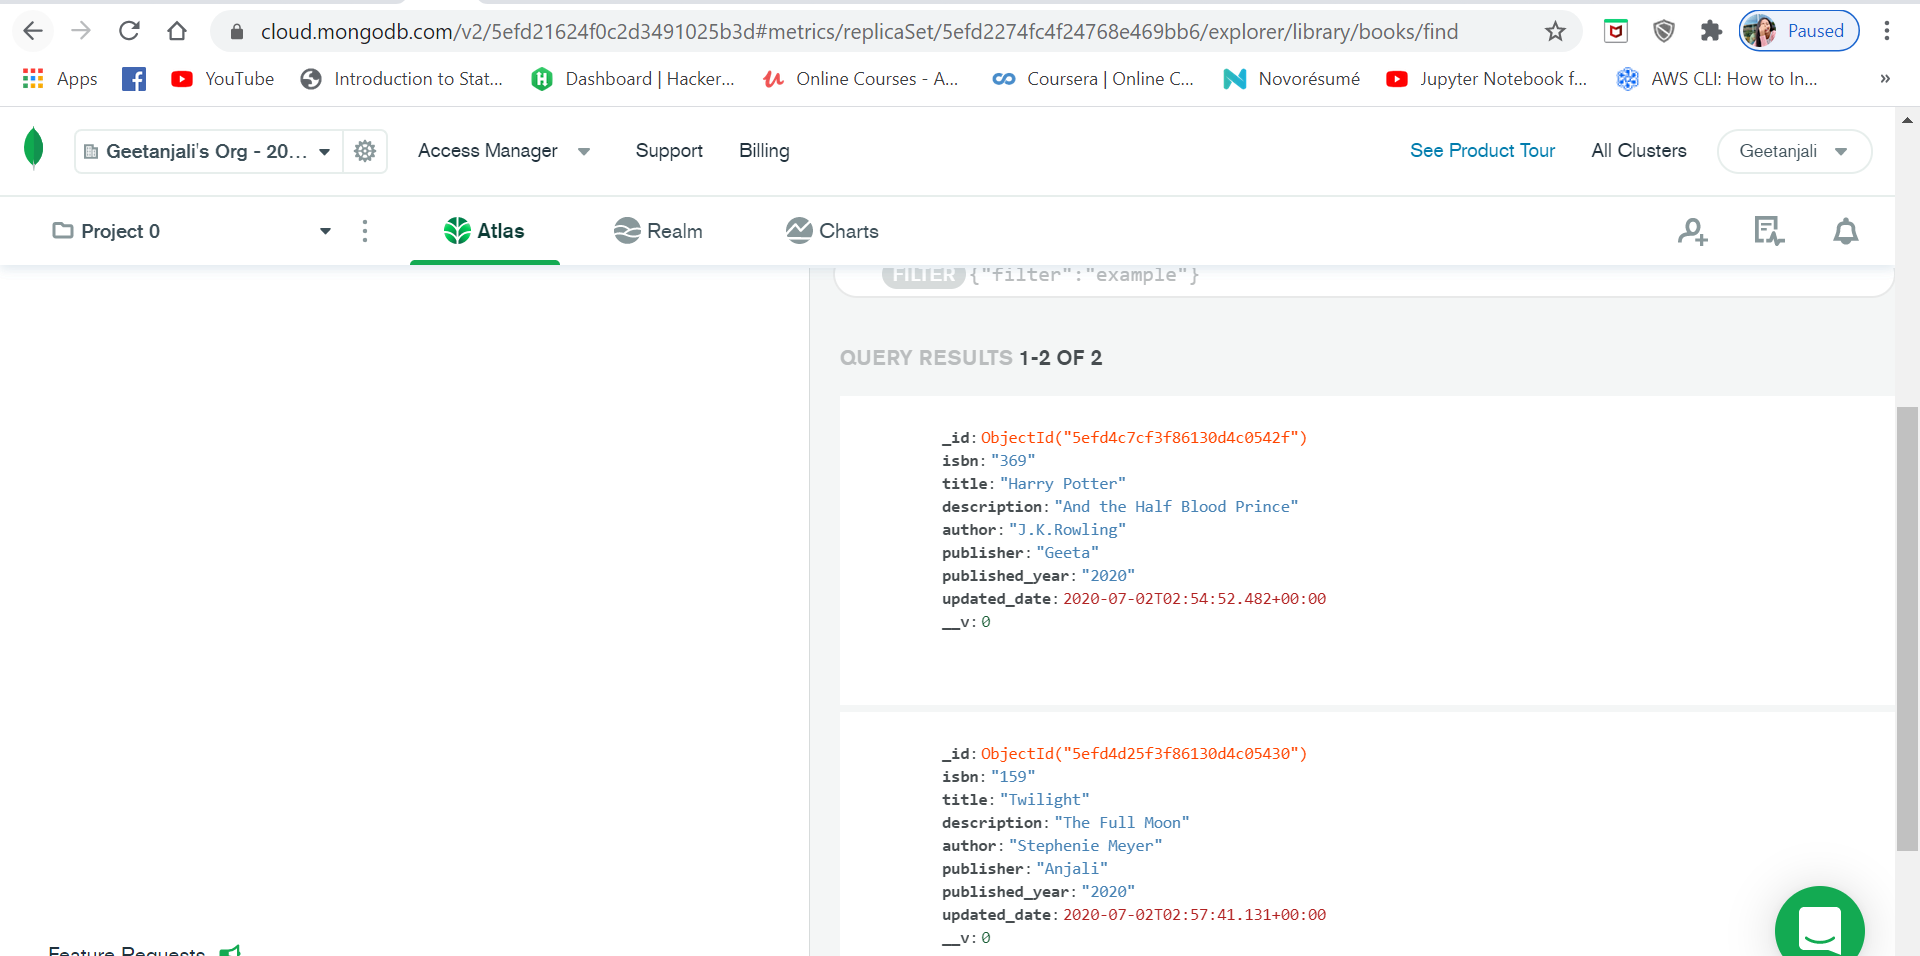 cloud.mongodb.com/v2/5efd21624f0c2d3491025b3d#metrics/replicaSet/5efd2274fc4f24768e469bb6/explorer/library/books/find
Paused
Apps
YouTube
Introduction to Stat...
Dashboard | Hacker...
Online Courses - A...
Coursera | Online C...
Novorésumé
Jupyter Notebook f...
AWS CLI: How to In...
»
Geetanjali's Org - 20...
Access Manager
Support
Billing
See Product Tour
All Clusters
Geetanjali
Project 0
Atlas
Realm
Charts
FILTER {"filter":"example"}
QUERY RESULTS 1-2 OF 2
_id: ObjectId("5efd4c7cf3f86130d4c0542f")
isbn: "369"
title: "Harry Potter"
description: "And the Half Blood Prince"
author: "J.K.Rowling"
publisher: "Geeta"
published_year: "2020"
updated_date: 2020-07-02T02:54:52.482+00:00
__v: 0
_id: ObjectId("5efd4d25f3f86130d4c05430")
isbn: "159"
title: "Twilight"
description: "The Full Moon"
author: "Stephenie Meyer"
publisher: "Anjali"
published_year: "2020"
updated_date: 2020-07-02T02:57:41.131+00:00
__v: 0
Feature Requests